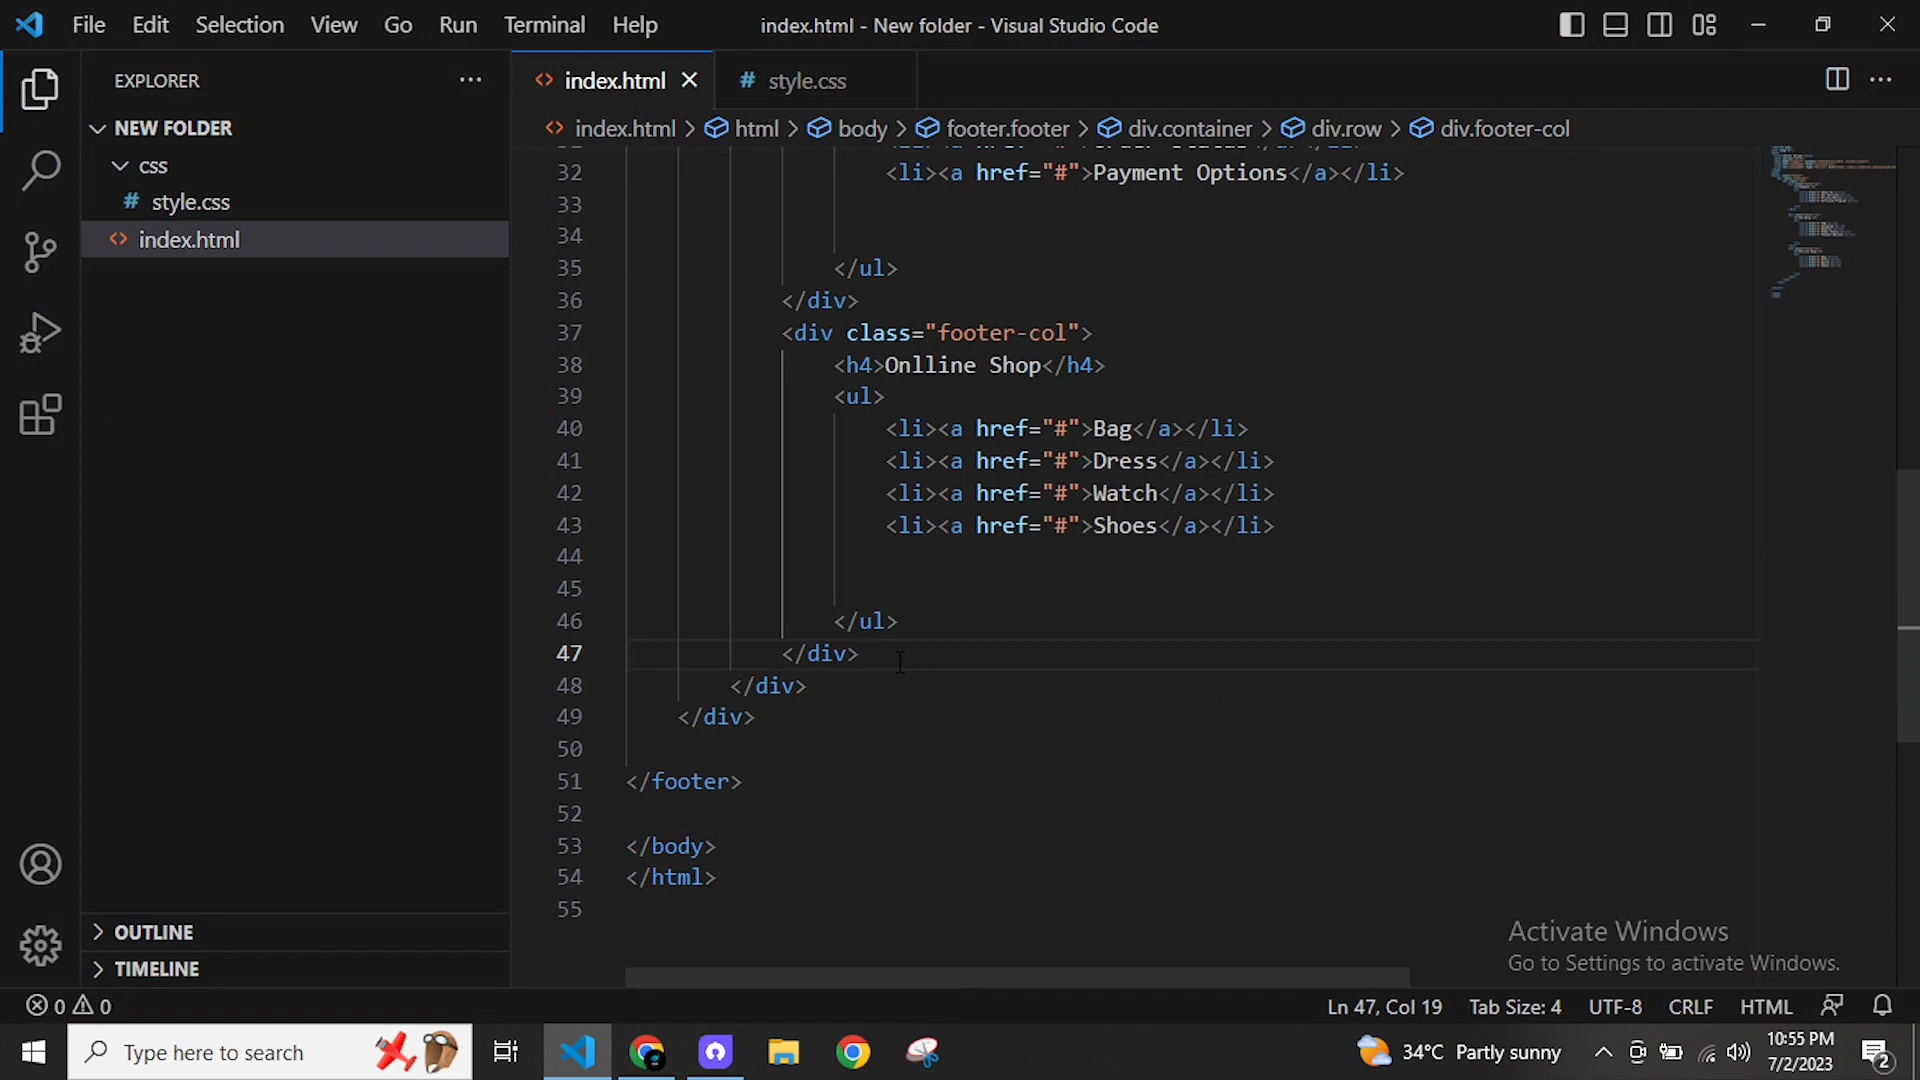 File Edit Selection View Go Run Terminal Help
index.html - New folder - Visual Studio Code
EXPLORER
index.html
# style.css
NEW FOLDER
css
# style.css
index.html
index.html > html > body > footer.footer > div.container > div.row > div.footer-col
32 <li><a href="#">Payment Options</a></li>
33
34
35 </ul>
36 </div>
37 <div class="footer-col">
38 <h4>Onlline Shop</h4>
39 <ul>
40 <li><a href="#">Bag</a></li>
41 <li><a href="#">Dress</a></li>
42 <li><a href="#">Watch</a></li>
43 <li><a href="#">Shoes</a></li>
44
45
46 </ul>
47 </div>
48 </div>
49 </div>
50
51 </footer>
52
53 </body>
54 </html>
55
OUTLINE
TIMELINE
Activate Windows
Go to Settings to activate Windows.
0 0
Ln 47, Col 19 Tab Size: 4 UTF-8 CRLF HTML
Type here to search
34°C Partly sunny
10:55 PM
7/2/2023
2